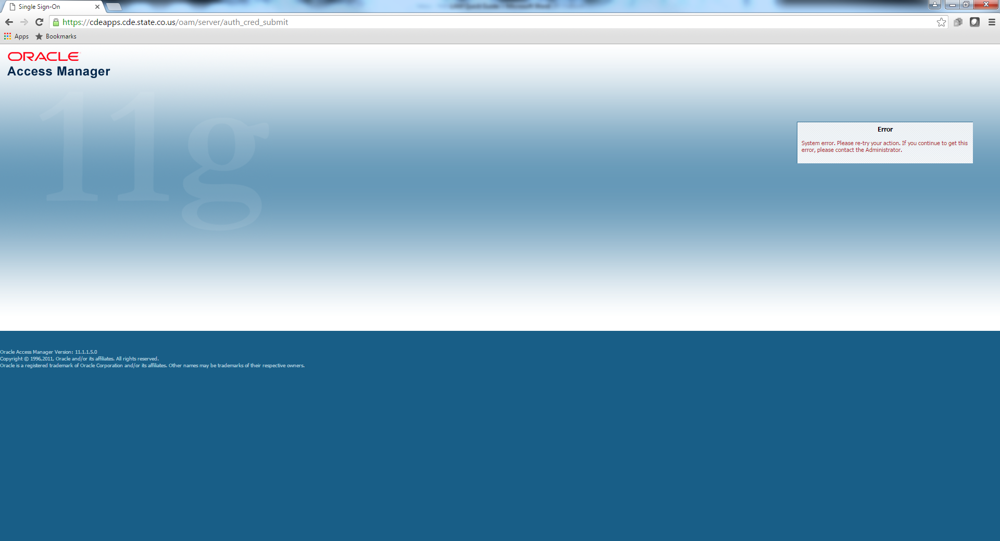 Single Sign-On
https://cdeapps.cde.state.co.us/oam/server/auth_cred_submit
Apps Bookmarks
ORACLE
Access Manager
11g
Error
System error. Please re-try your action. If you continue to get this
error, please contact the Administrator.
Oracle Access Manager Version: 11.1.1.5.0
Copyright © 1996,2011, Oracle and/or its affiliates. All rights reserved.
Oracle is a registered trademark of Oracle Corporation and/or its affiliates. Other names may be trademarks of their respective owners.